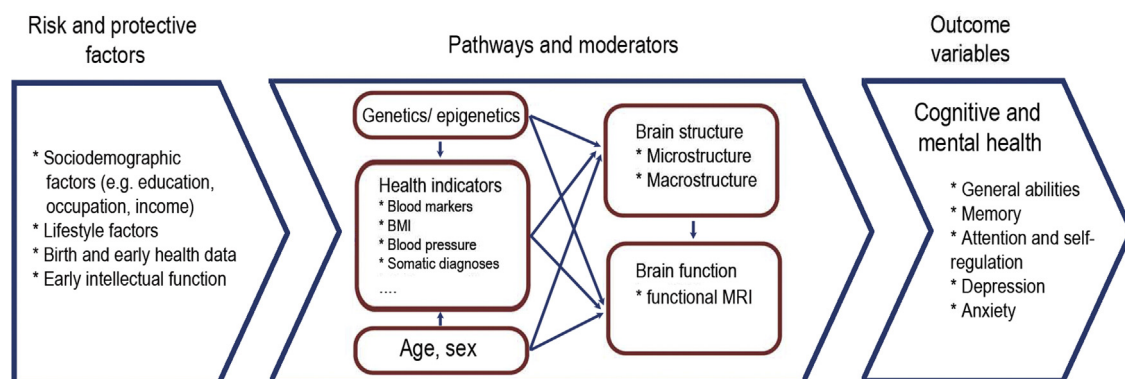 Risk and protective
factors
Pathways and moderators
Outcome
variables
* Sociodemographic
factors (e.g. education,
occupation, income)
* Lifestyle factors
* Birth and early health data
* Early intellectual function
Genetics/ epigenetics
Health indicators
* Blood markers
* BMI
* Blood pressure
* Somatic diagnoses
....
Age, sex
Brain structure
* Microstructure
* Macrostructure
Brain function
* functional MRI
Cognitive and
mental health
* General abilities
* Memory
* Attention and self-
regulation
* Depression
* Anxiety